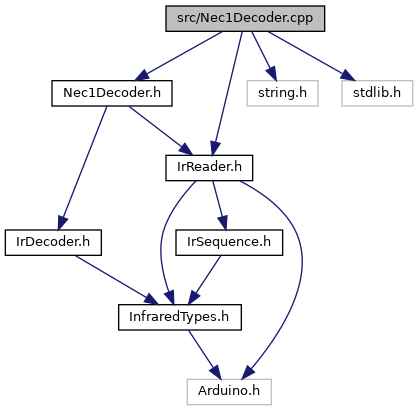 src/Nec1Decoder.cpp
Nec1Decoder.h
string.h
stdlib.h
IrReader.h
IrDecoder.h
IrSequence.h
InfraredTypes.h
Arduino.h